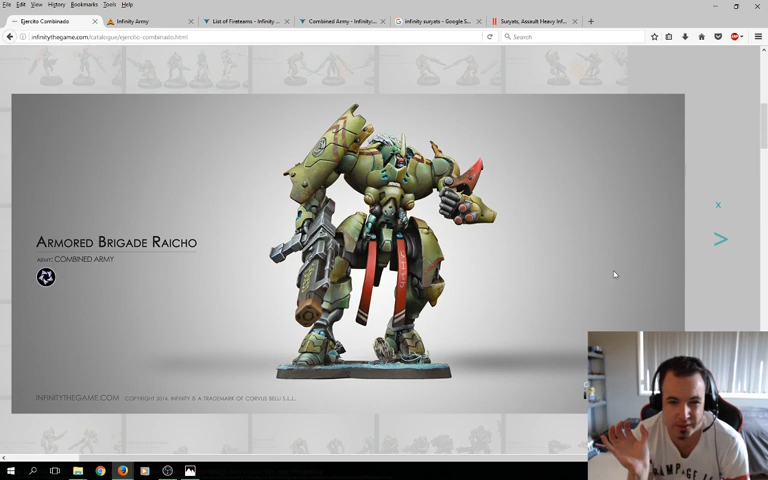 File Edit View History Bookmarks Tools Help
Ejercito Combinado
Infinity Army
List of Fireteams - Infinity
Combined Army - Infinity:
infinity suryats - Google S...
Suryats, Assault Heavy Inf...
infinitythegame.com/catalogue/ejercito-combinado.html
Search
ARMORED BRIGADE RAICHO
ARMY: COMBINED ARMY
x
>
INFINITYTHEGAME.COM COPYRIGHT 2014. INFINITY IS A TRADEMARK OF CORVUS BELLI S.L.L.
RAMPAGE